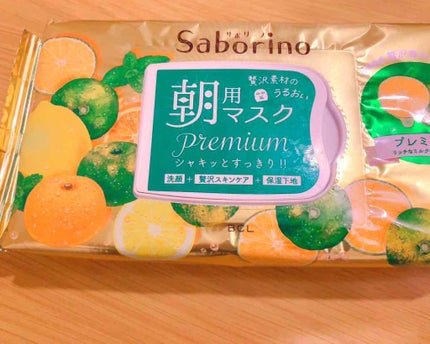 サボリーノ
Saborino
贅沢素材の
うるおい
朝用
マスク
Premium
シャキッとすっきり!!
洗顔 + 贅沢スキンケア + 保湿下地
BCL
プレミ